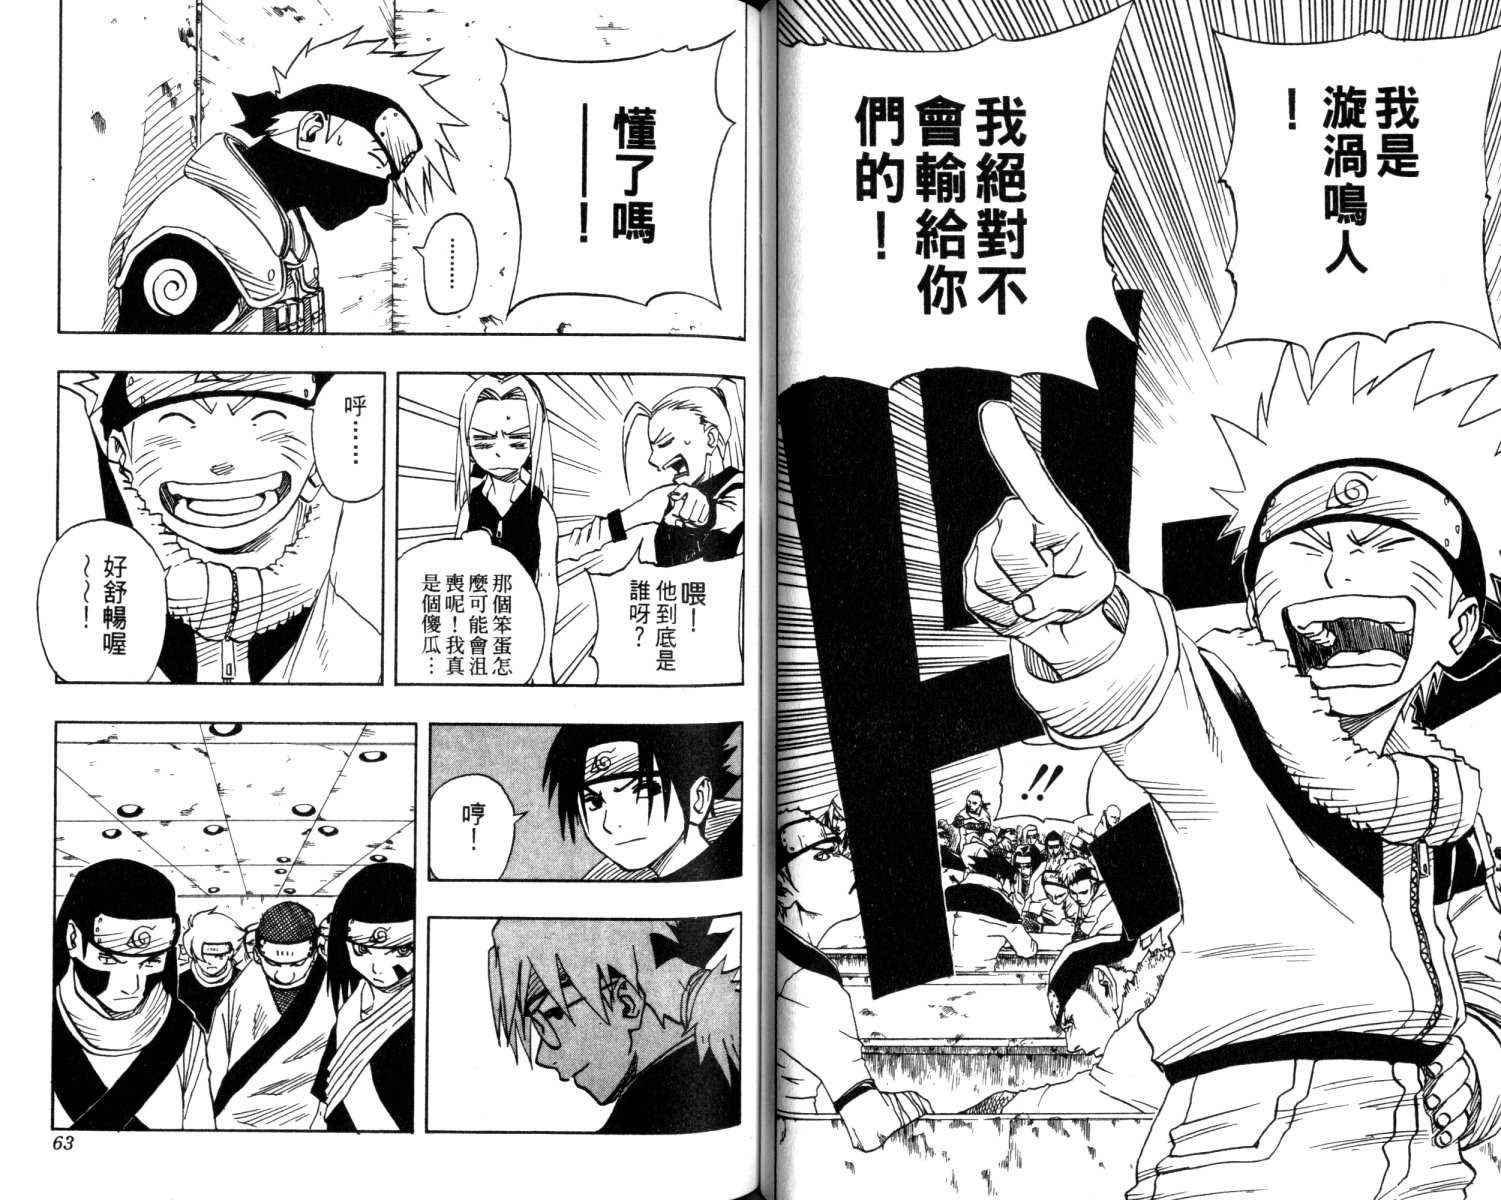 我是
漩渦鳴人
！
我絕對不
會輸給你
們的！
!!
懂了嗎
——！
………
喂！
他到底是
誰呀？
那個笨蛋怎
麼可能會沮
喪呢！我真
是個傻瓜…
呼……
好舒暢喔
～～！
哼！
63